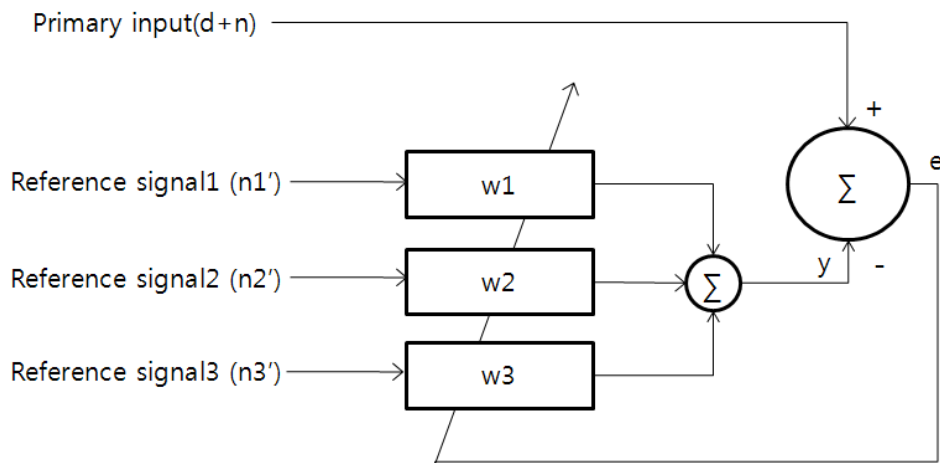 Primary input(d+n)
+
Reference signal1 (n1’)
w1
∑
e
Reference signal2 (n2’)
w2
∑
y
-
Reference signal3 (n3’)
w3